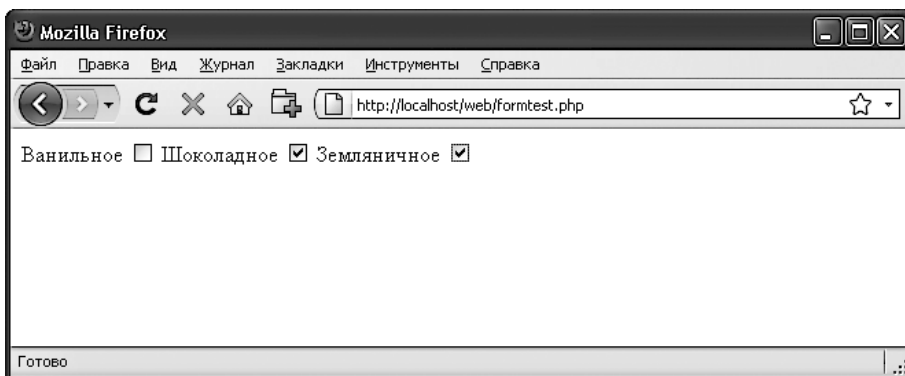 Mozilla Firefox
Файл Правка Вид Журнал Закладки Инструменты Справка
http://localhost/web/formtest.php
Ванильное Шоколадное Земляничное
Готово